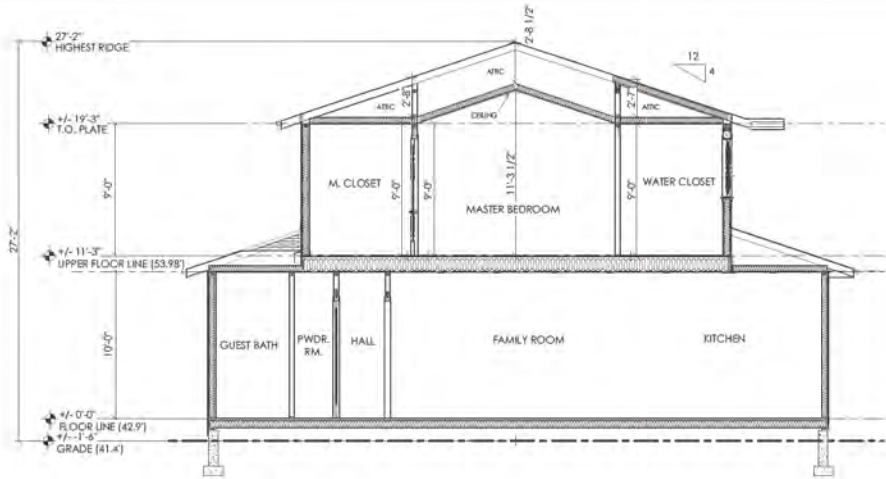 27'-2"
HIGHEST RIDGE
2'-8 1/2"
12
4
ATTIC
ATTIC
2'-8"
CEILING
2'-7"
ATTIC
+/- 19'-3"
T.O. PLATE
9'-0"
27'-2"
M. CLOSET
9'-0"
9'-0"
11'-3 1/2"
MASTER BEDROOM
9'-0"
WATER CLOSET
+/- 11'-3"
UPPER FLOOR LINE (53.98')
10'-0"
GUEST BATH
PWDR.
RM.
HALL
FAMILY ROOM
KITCHEN
+/- 0'-0"
FLOOR LINE (42.9')
+/- -1'-6"
GRADE (41.4')